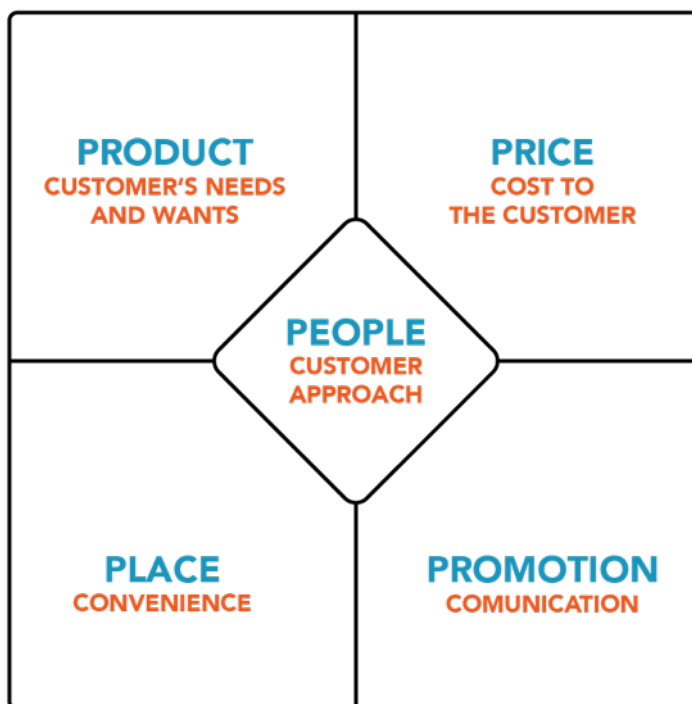 PRODUCT
CUSTOMER'S NEEDS
AND WANTS
PRICE
COST TO
THE CUSTOMER
PEOPLE
CUSTOMER
APPROACH
PLACE
CONVENIENCE
PROMOTION
COMUNICATION